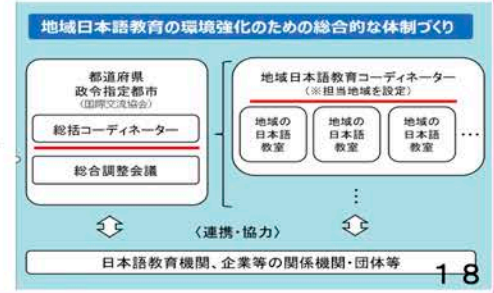 地域日本語教育の環境強化のための総合的な体制づくり
都道府県
政令指定都市
(国際交流協会)
総括コーディネーター
総合調整会議
地域日本語教育コーディネーター
(※担当地域を設定)
地域の
日本語
教室
地域の
日本語
教室
地域の
日本語
教室
…
⋮
〈連携・協力〉
日本語教育機関、企業等の関係機関・団体等
18